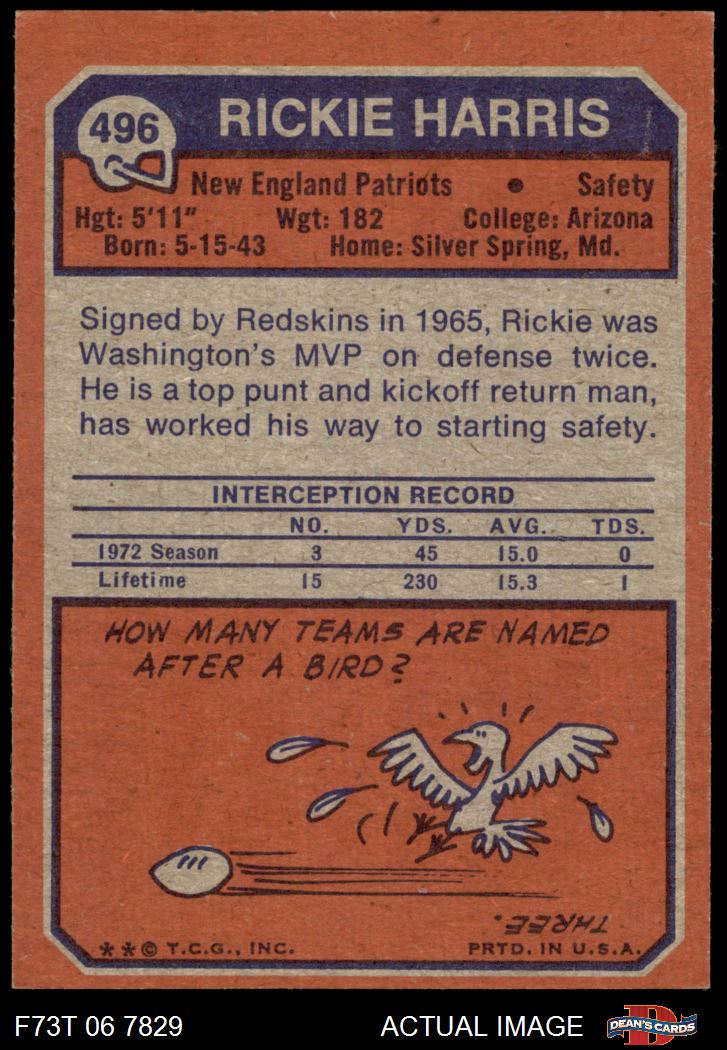 496
RICKIE HARRIS
New England Patriots • Safety
Hgt: 5'11" Wgt: 182 College: Arizona
Born: 5-15-43 Home: Silver Spring, Md.
Signed by Redskins in 1965, Rickie was
Washington's MVP on defense twice.
He is a top punt and kickoff return man,
has worked his way to starting safety.
INTERCEPTION RECORD
NO. YDS. AVG. TDS.
1972 Season 3 45 15.0 0
Lifetime 15 230 15.3 1
HOW MANY TEAMS ARE NAMED
AFTER A BIRD?
THREE.
**© T.C.G., INC. PRTD. IN U.S.A.
F73T 06 7829 ACTUAL IMAGE D DEAN'S CARDS